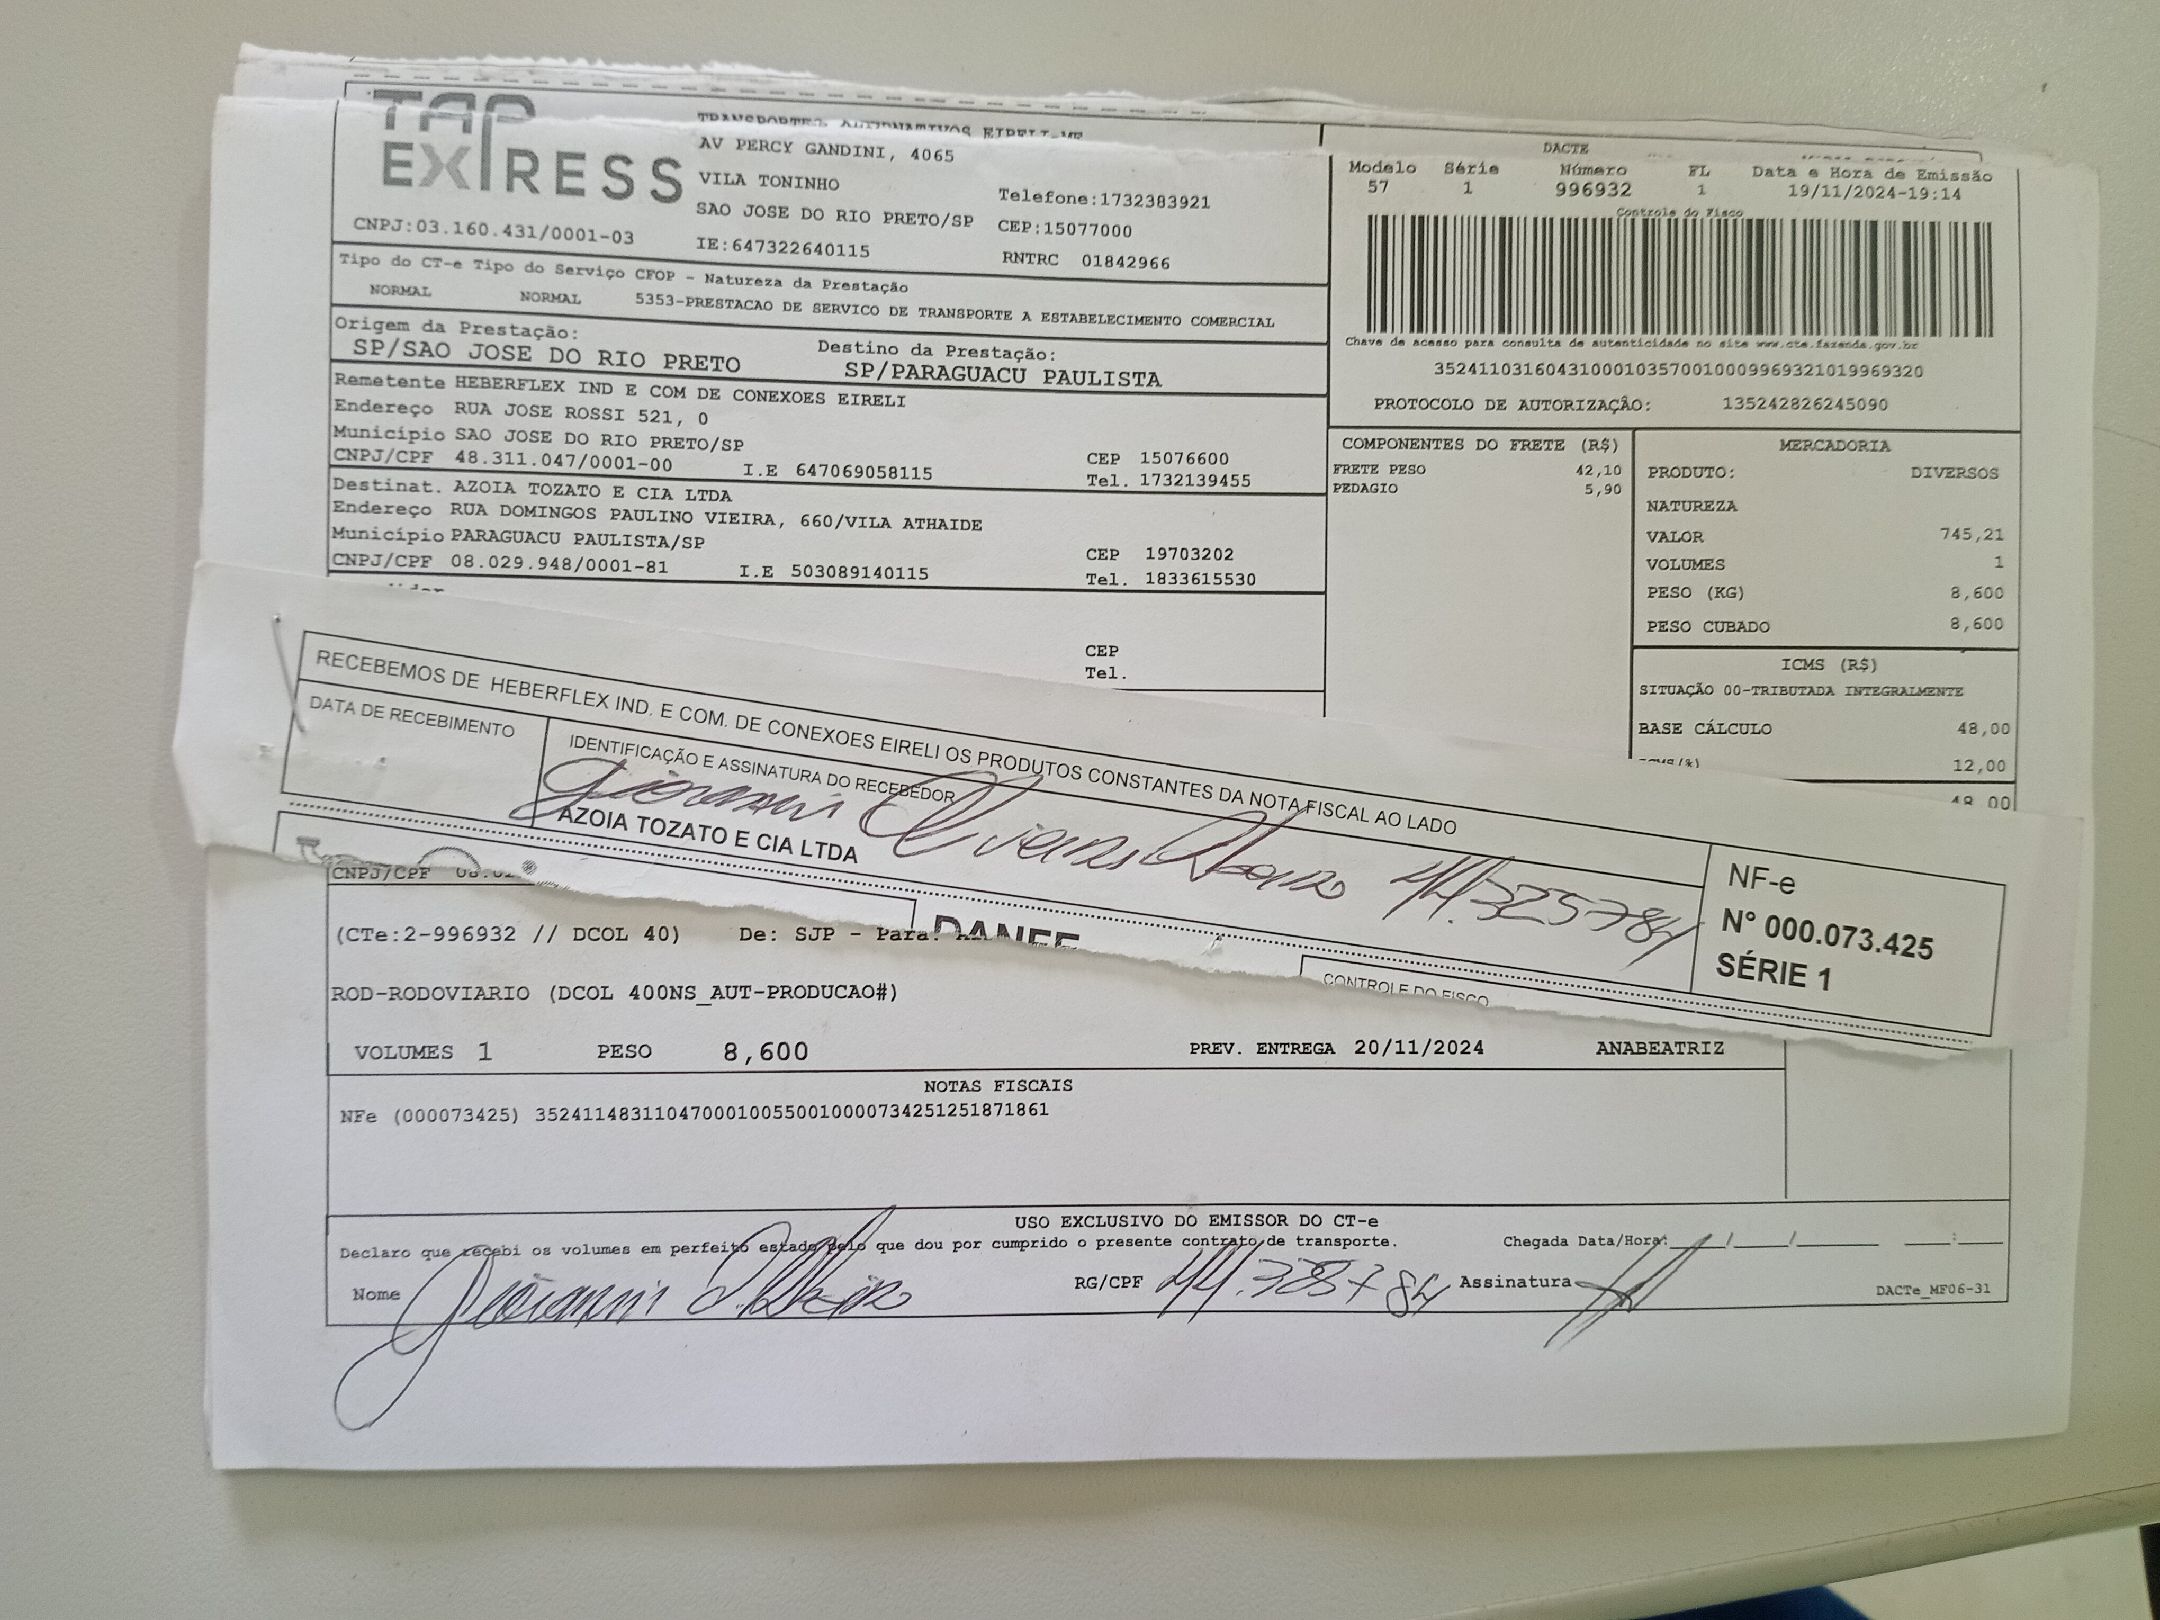 TAP
EXPRESS
TRANSPORTES ALTERNATIVOS EIRELI-ME
AV PERCY GANDINI, 4065
VILA TONINHO
SAO JOSE DO RIO PRETO/SP
Telefone:1732383921
CEP:15077000
CNPJ:03.160.431/0001-03
IE:647322640115
RNTRC 01842966
DACTE
Modelo Série Número FL Data e Hora de Emissão
57 1 996932 1 19/11/2024-19:14
Controle do Fisco
Chave de acesso para consulta de autenticidade no site www.cte.fazenda.gov.br
35241103160431000103570010009969321019969320
PROTOCOLO DE AUTORIZAÇÃO: 135242826245090
Tipo do CT-e Tipo do Serviço CFOP - Natureza da Prestação
NORMAL NORMAL 5353-PRESTACAO DE SERVICO DE TRANSPORTE A ESTABELECIMENTO COMERCIAL
Origem da Prestação:
SP/SAO JOSE DO RIO PRETO
Destino da Prestação:
SP/PARAGUACU PAULISTA
Remetente HEBERFLEX IND E COM DE CONEXOES EIRELI
Endereço RUA JOSE ROSSI 521, 0
Município SAO JOSE DO RIO PRETO/SP
CEP 15076600
CNPJ/CPF 48.311.047/0001-00 I.E 647069058115
Tel. 1732139455
Destinat. AZOIA TOZATO E CIA LTDA
Endereço RUA DOMINGOS PAULINO VIEIRA, 660/VILA ATHAIDE
Município PARAGUACU PAULISTA/SP
CEP 19703202
CNPJ/CPF 08.029.948/0001-81 I.E 503089140115
Tel. 1833615530
CEP
Tel.
COMPONENTES DO FRETE (R$)
FRETE PESO 42,10
PEDAGIO 5,90
MERCADORIA
PRODUTO: DIVERSOS
NATUREZA
VALOR 745,21
VOLUMES 1
PESO (KG) 8,600
PESO CUBADO 8,600
ICMS (R$)
SITUAÇÃO 00-TRIBUTADA INTEGRALMENTE
BASE CÁLCULO 48,00
12,00
48,00
RECEBEMOS DE HEBERFLEX IND. E COM. DE CONEXOES EIRELI OS PRODUTOS CONSTANTES DA NOTA FISCAL AO LADO
DATA DE RECEBIMENTO
IDENTIFICAÇÃO E ASSINATURA DO RECEBEDOR
Giovanni Oliveira
AZOIA TOZATO E CIA LTDA
NF-e
N° 000.073.425
SÉRIE 1
DANFE
CONTROLE DO FISCO
CNPJ/CPF
(CTe:2-996932 // DCOL 40) De: SJP - Para:
ROD-RODOVIARIO (DCOL 400NS_AUT-PRODUCAO#)
VOLUMES 1 PESO 8,600 PREV. ENTREGA 20/11/2024 ANABEATRIZ
NOTAS FISCAIS
NFe (000073425) 35241148311047000100550010000734251251871861
USO EXCLUSIVO DO EMISSOR DO CT-e
Declaro que recebi os volumes em perfeito estado pelo que dou por cumprido o presente contrato de transporte. Chegada Data/Hora: / / :
Nome Giovanni RG/CPF Assinatura
DACTe_MF06-31